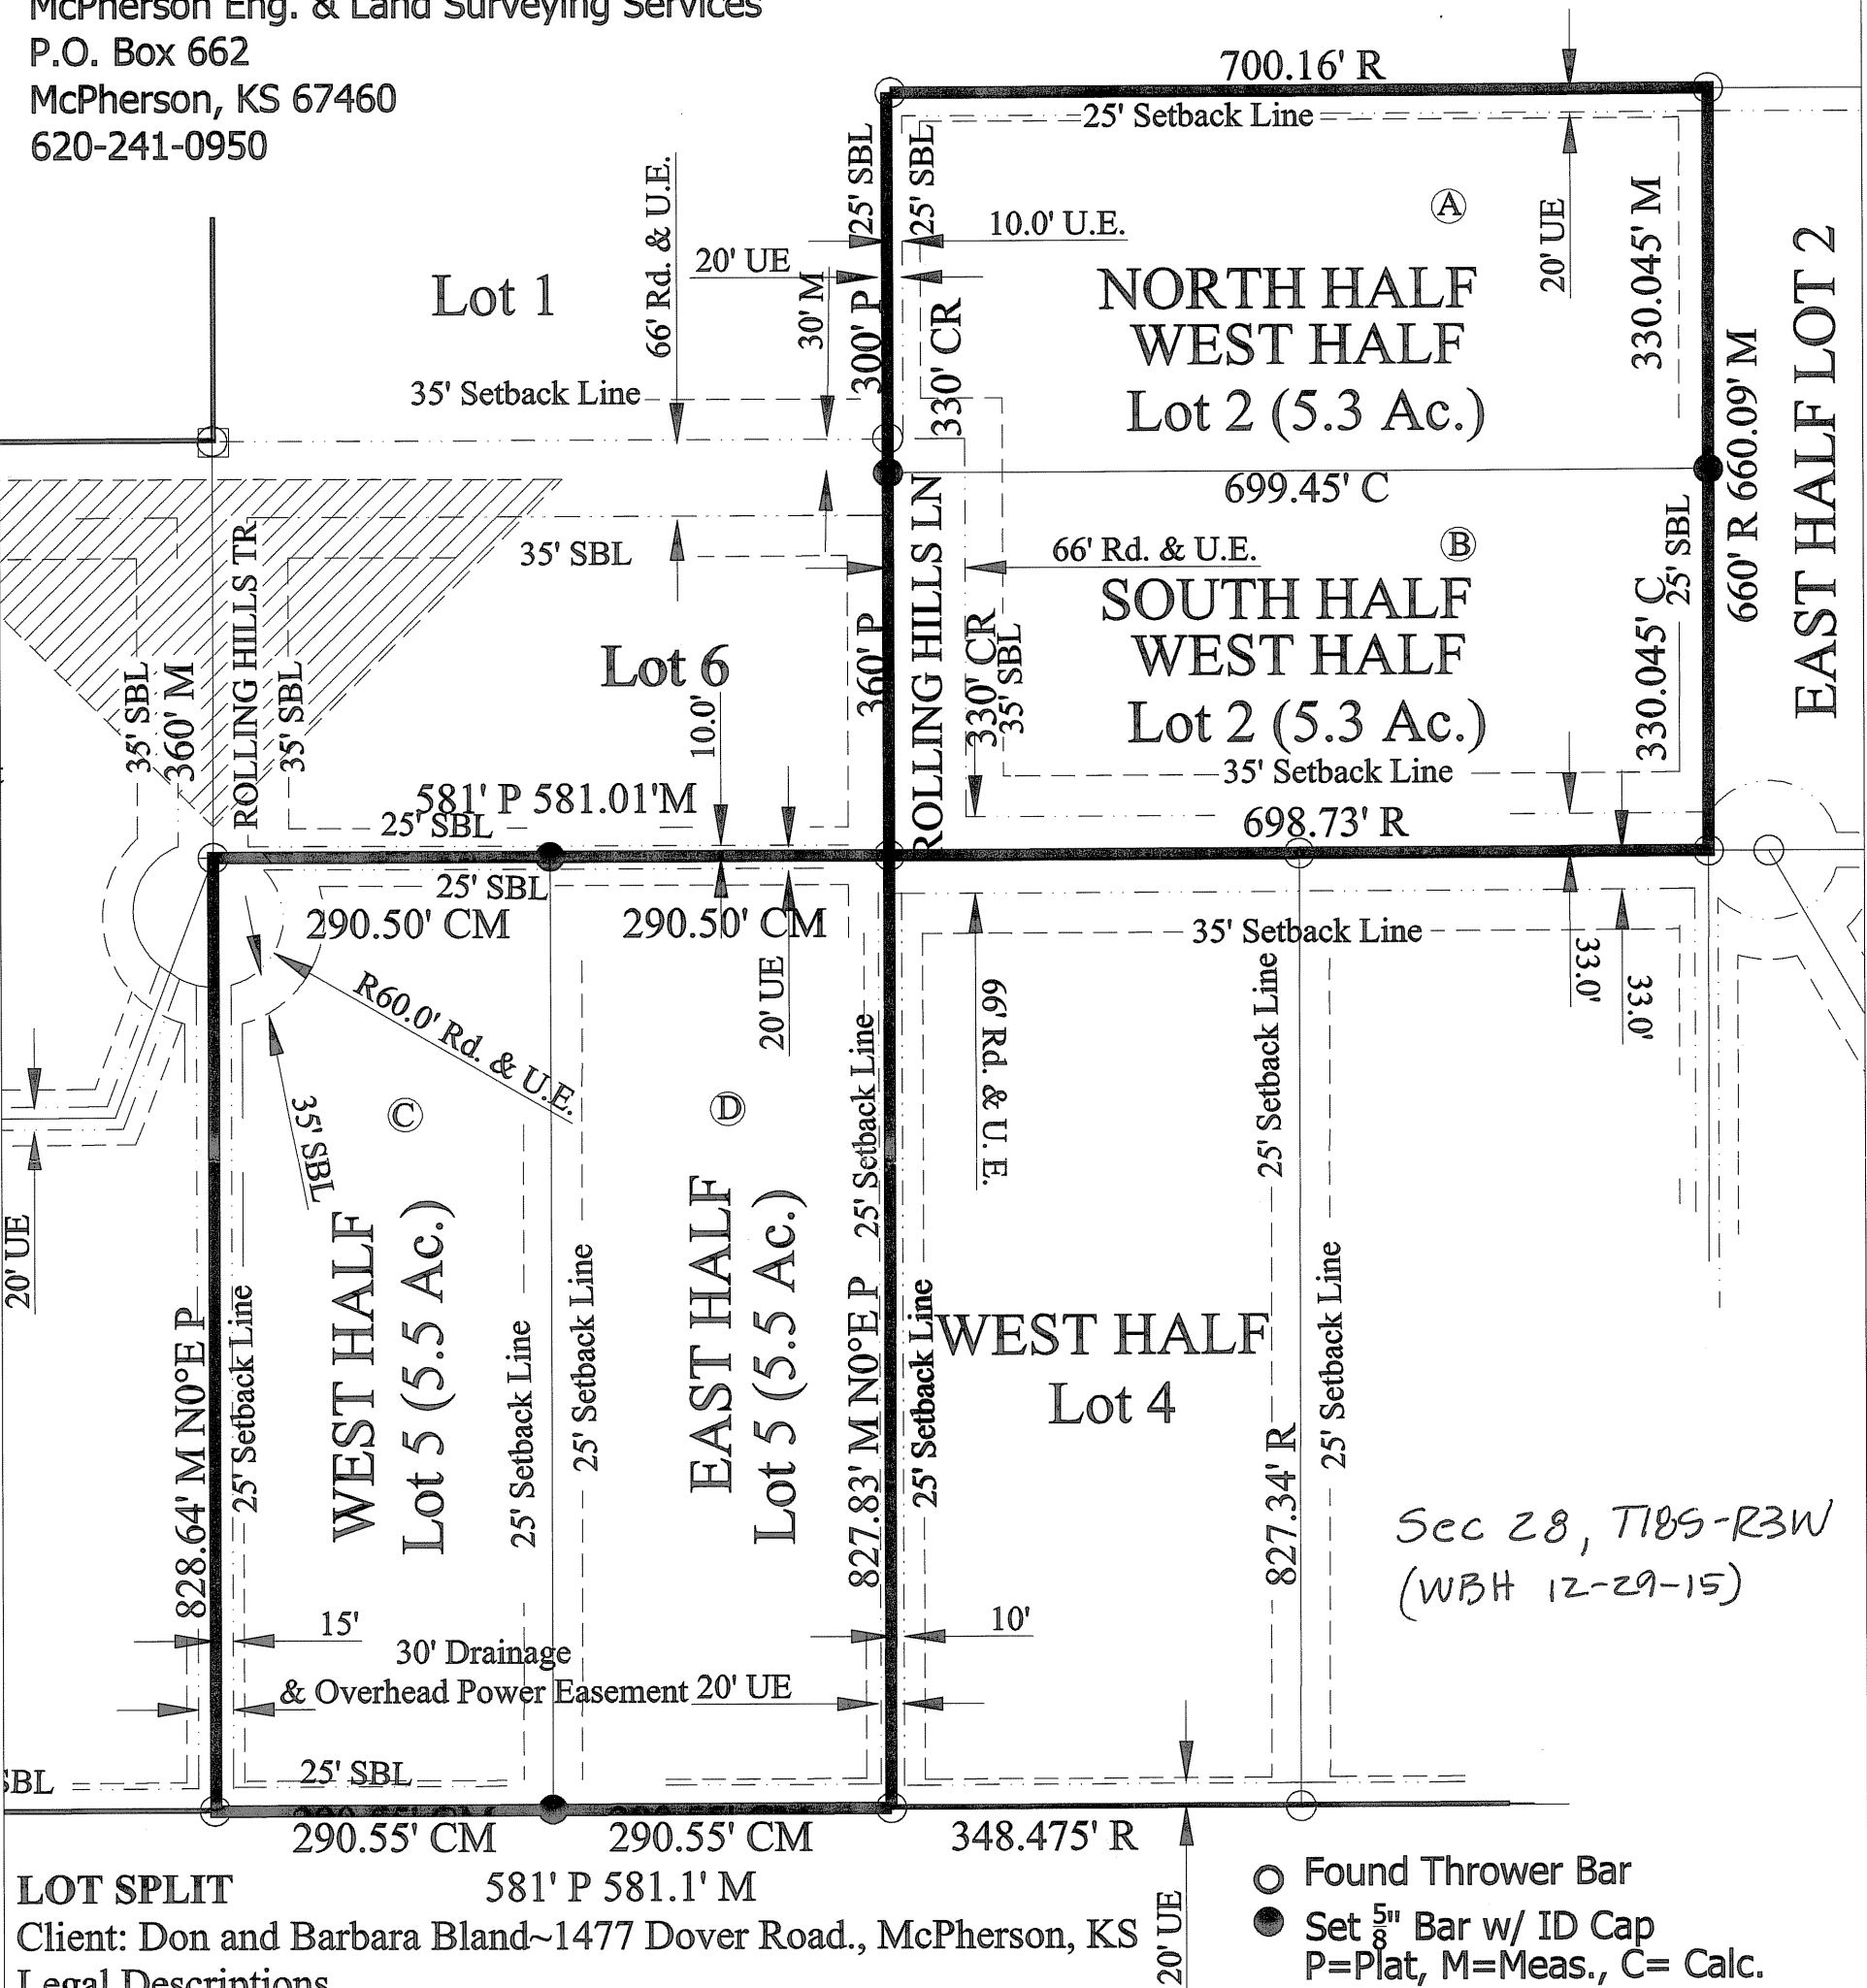 McPherson Eng. & Land Surveying Services
P.O. Box 662
McPherson, KS 67460
620-241-0950
700.16' R
25' Setback Line
25' SBL
25' SBL
66' Rd. & U.E.
10.0' U.E.
20' UE
20' UE
330.045' M
A
NORTH HALF
WEST HALF
Lot 2 (5.3 Ac.)
EAST HALF LOT 2
Lot 1
30' M
300' P
330' CR
35' Setback Line
660' R 660.09' M
699.45' C
ROLLING HILLS TR
35' SBL
ROLLING HILLS LN
66' Rd. & U.E.
B
25' SBL
SOUTH HALF
WEST HALF
Lot 2 (5.3 Ac.)
330.045' C
Lot 6
360' P
330' CR
35' SBL
35' SBL
360' M
35' SBL
10.0'
35' Setback Line
581' P 581.01'M
25' SBL
698.73' R
25' SBL
290.50' CM
290.50' CM
35' Setback Line
33.0'
33.0'
R60.0' Rd. & U.E.
20' UE
66' Rd. & U.E.
25' Setback Line
25' Setback Line
35' SBL
C
D
20' UE
WEST HALF
Lot 5 (5.5 Ac.)
EAST HALF
Lot 5 (5.5 Ac.)
828.64' M N0°E P
25' Setback Line
25' Setback Line
25' Setback Line
827.83' M N0°E P
25' Setback Line
WEST HALF
Lot 4
25' Setback Line
827.34' R
Sec 28, T18S-R3W
(WBH 12-29-15)
15'
10'
30' Drainage
& Overhead Power Easement
20' UE
SBL
25' SBL
290.55' CM
290.55' CM
348.475' R
581' P 581.1' M
20' UE
LOT SPLIT
Client: Don and Barbara Bland~1477 Dover Road., McPherson, KS
Legal Descriptions
Found Thrower Bar
Set 5/8" Bar w/ ID Cap
P=Plat, M=Meas., C= Calc.